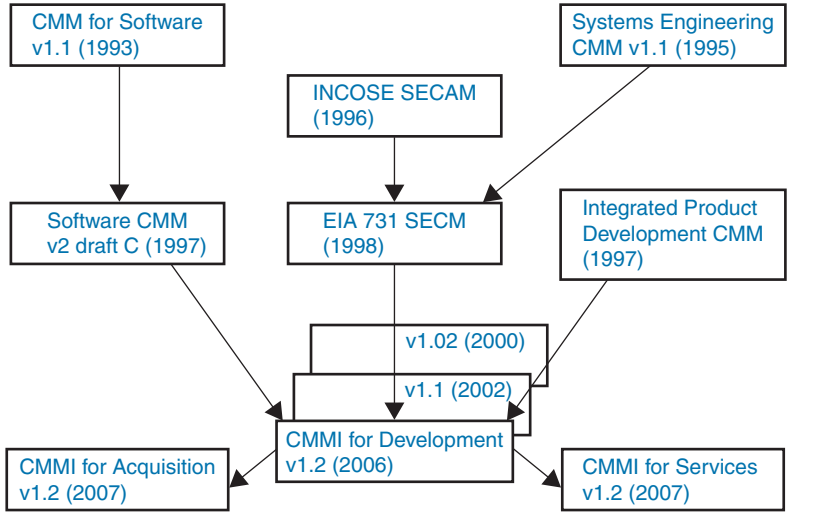 CMM for Software
v1.1 (1993)
Systems Engineering
CMM v1.1 (1995)
INCOSE SECAM
(1996)
Software CMM
v2 draft C (1997)
EIA 731 SECM
(1998)
Integrated Product
Development CMM
(1997)
v1.02 (2000)
v1.1 (2002)
CMMI for Development
v1.2 (2006)
CMMI for Acquisition
v1.2 (2007)
CMMI for Services
v1.2 (2007)